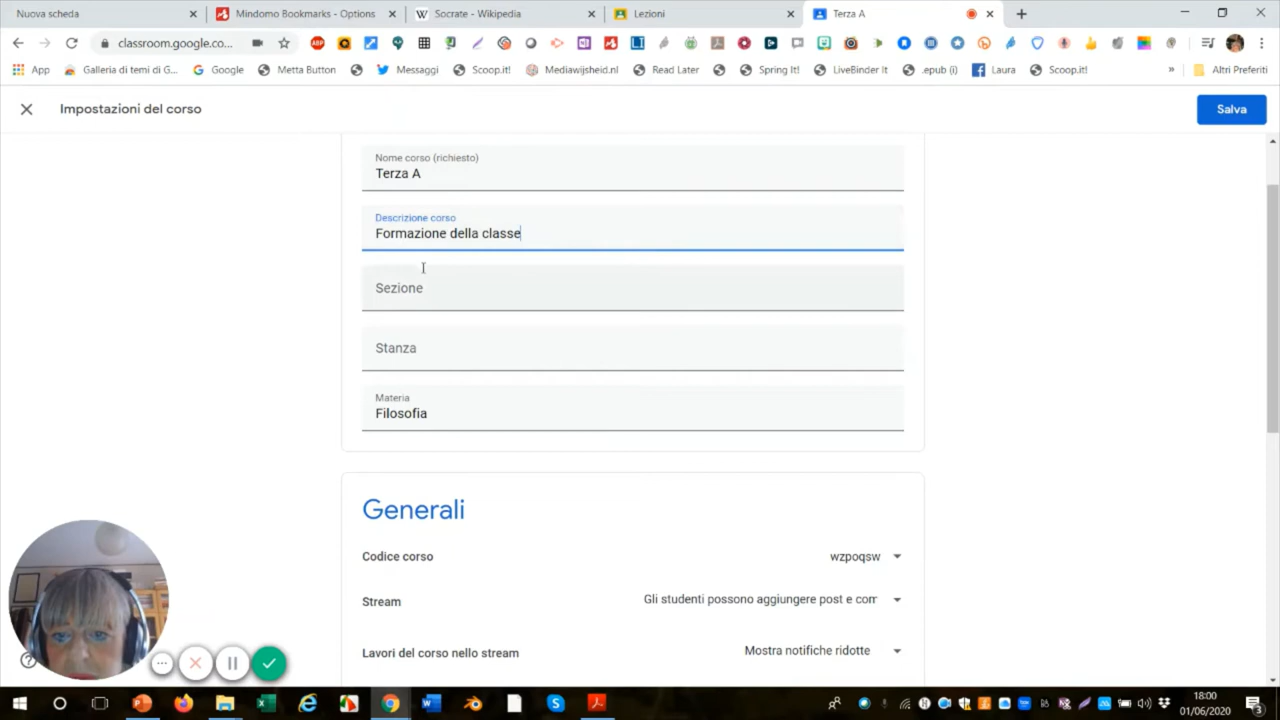 Nuova scheda
Mindomo Bookmarks - Options
Socrate - Wikipedia
Lezioni
Terza A
classroom.google.co...
App
Galleria di temi di G...
Google
Metta Button
Messaggi
Scoop.it!
Mediawijsheid.nl
Read Later
Spring It!
LiveBinder It
.epub (i)
Laura
Scoop.it!
»
Altri Preferiti
Impostazioni del corso
Salva
Nome corso (richiesto)
Terza A
Descrizione corso
Formazione della classe
Sezione
Stanza
Materia
Filosofia
Generali
Codice corso
wzpoqsw
Stream
Gli studenti possono aggiungere post e com
Lavori del corso nello stream
Mostra notifiche ridotte
18:00
01/06/2020